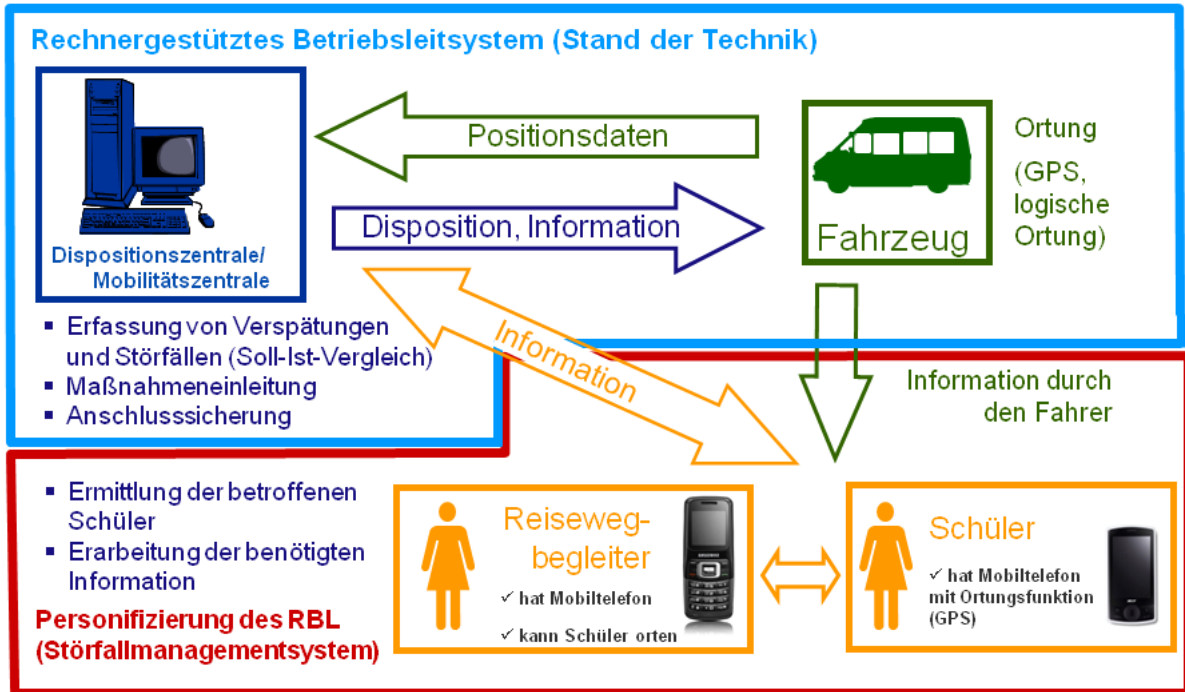 Rechnergestütztes Betriebsleitsystem (Stand der Technik)
Dispositionszentrale/
Mobilitätszentrale
Positionsdaten
Disposition, Information
Fahrzeug
Ortung
(GPS,
logische
Ortung)
▪ Erfassung von Verspätungen
und Störfällen (Soll-Ist-Vergleich)
▪ Maßnahmeneinleitung
▪ Anschlusssicherung
Information
Information durch
den Fahrer
▪ Ermittlung der betroffenen
Schüler
▪ Erarbeitung der benötigten
Information
Personifizierung des RBL
(Störfallmanagementsystem)
Reiseweg-
begleiter
✓ hat Mobiltelefon
✓ kann Schüler orten
Schüler
✓ hat Mobiltelefon
mit Ortungsfunktion
(GPS)